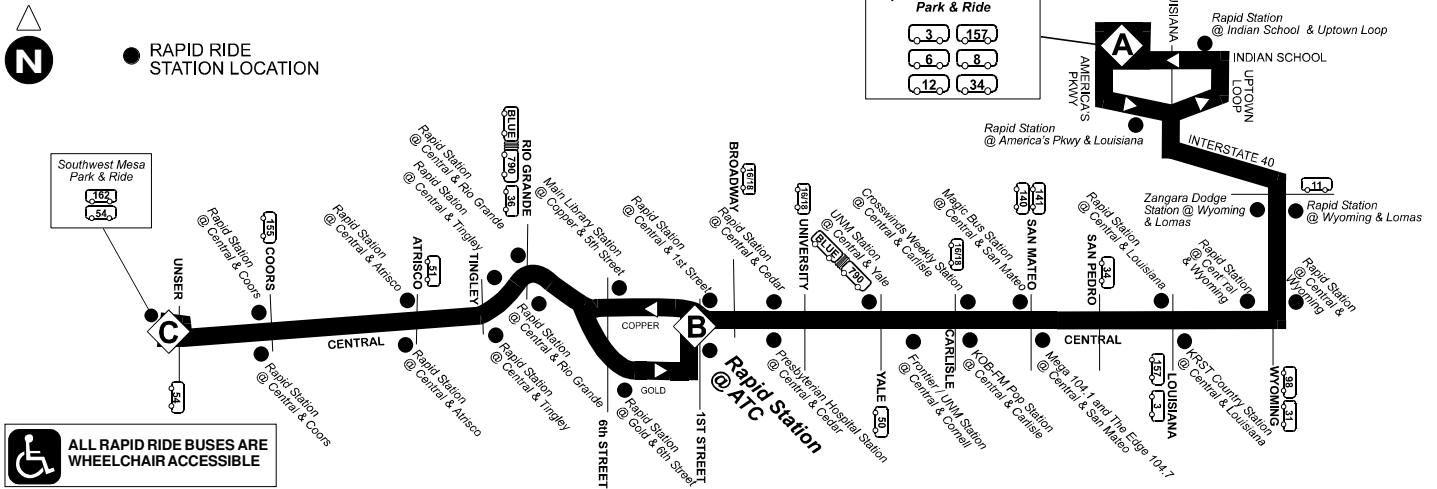 N
RAPID RIDE
STATION LOCATION
Park & Ride
3
157
6
8
12
34
A
AMERICA'S
PKWY
UISIANA
Rapid Station
@ Indian School & Uptown Loop
INDIAN SCHOOL
UPTOWN
LOOP
Rapid Station
@ America's Pkwy & Louisiana
INTERSTATE 40
11
Zangara Dodge
Station @ Wyoming
& Lomas
Rapid Station
@ Wyoming & Lomas
Southwest Mesa
Park & Ride
162
54
UNSER
C
54
Rapid Station
@ Central & Coors
155
COORS
Rapid Station
@ Central & Coors
CENTRAL
Rapid Station
@ Central & Atrisco
ATRISCO
51
Rapid Station
@ Central & Atrisco
Rapid Station
@ Central & Rio Grande
Rapid Station
@ Central & Tingley
TINGLEY
Rapid Station
@ Central & Tingley
BLUE
790
36
RIO GRANDE
Rapid Station
@ Central & Rio Grande
Main Library Station
@ Copper & 5th Street
COPPER
GOLD
6th STREET
Rapid Station
@ Gold & 6th Street
Rapid Station
@ Central & 1st Street
B
1ST STREET
Rapid Station
@ ATC
BROADWAY
16/18
Rapid Station
@ Central & Cedar
Presbyterian Hospital Station
@ Central & Cedar
16/18
UNIVERSITY
UNM Station
@ Central & Yale
BLUE
790
YALE
50
Crosswinds Weekly Station
@ Central & Carlisle
Frontier / UNM Station
@ Central & Cornell
16/18
CARLISLE
KOB-FM Pop Station
@ Central & Carlisle
Magic Bus Station
@ Central & San Mateo
140
141
SAN MATEO
Mega 104.1 and The Edge 104.7
@ Central & San Mateo
CENTRAL
34
SAN PEDRO
Rapid Station
@ Central & Louisiana
157
3
LOUISIANA
KRST Country Station
@ Central & Louisiana
Rapid Station
@ Central
& Wyoming
Rapid Station
@ Central &
Wyoming
WYOMING
98
31
ALL RAPID RIDE BUSES ARE
WHEELCHAIR ACCESSIBLE